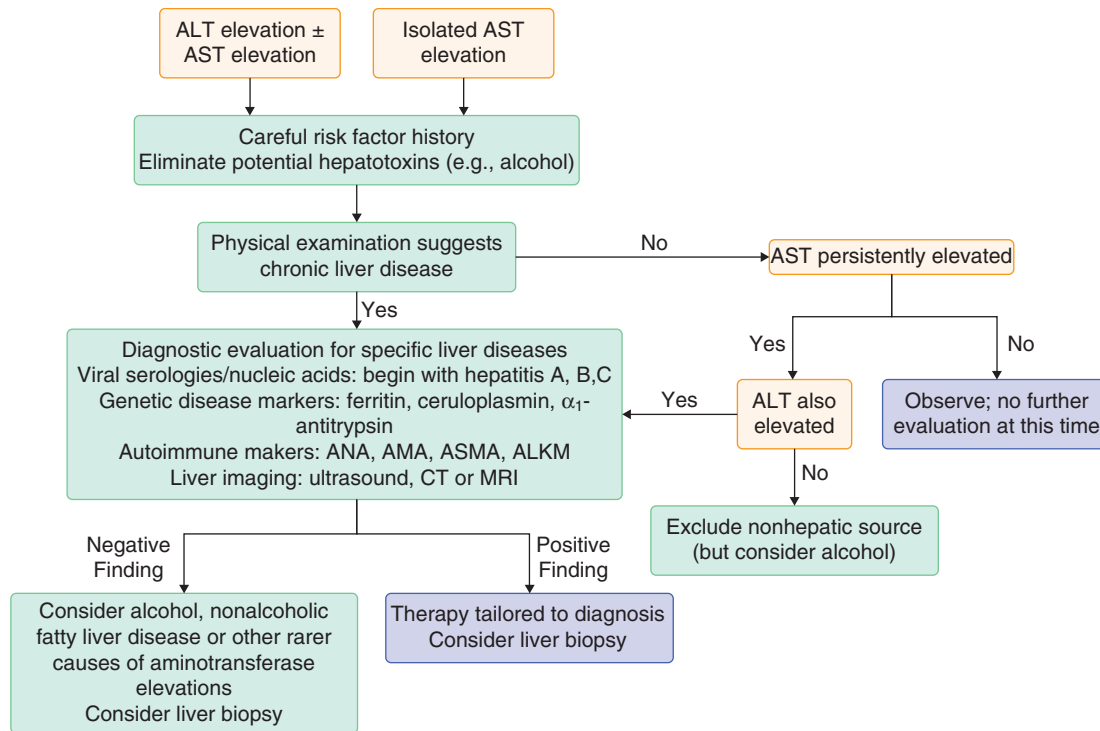 ALT elevation ±
AST elevation
Isolated AST
elevation
Careful risk factor history
Eliminate potential hepatotoxins (e.g., alcohol)
Physical examination suggests
chronic liver disease
No
AST persistently elevated
Yes
Diagnostic evaluation for specific liver diseases
Viral serologies/nucleic acids: begin with hepatitis A, B,C
Genetic disease markers: ferritin, ceruloplasmin, α₁-
antitrypsin
Autoimmune makers: ANA, AMA, ASMA, ALKM
Liver imaging: ultrasound, CT or MRI
Yes
No
Yes
ALT also
elevated
Observe; no further
evaluation at this time
No
Exclude nonhepatic source
(but consider alcohol)
Negative
Finding
Positive
Finding
Consider alcohol, nonalcoholic
fatty liver disease or other rarer
causes of aminotransferase
elevations
Consider liver biopsy
Therapy tailored to diagnosis
Consider liver biopsy